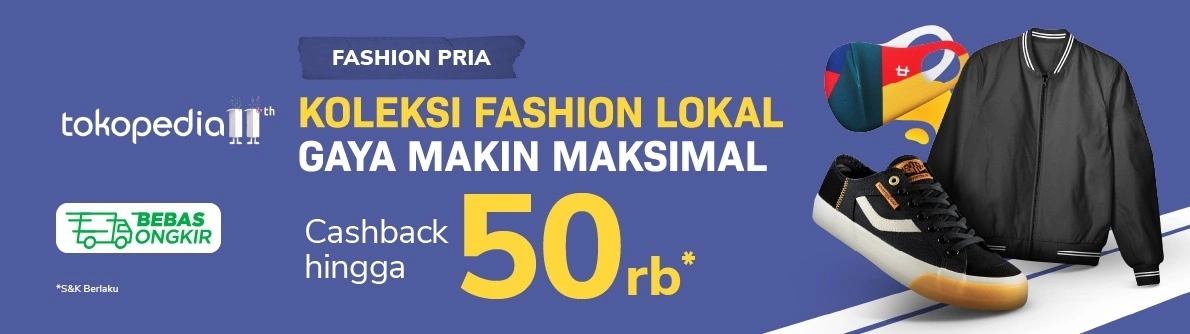 FASHION PRIA
tokopedia 11th
KOLEKSI FASHION LOKAL
GAYA MAKIN MAKSIMAL
BEBAS
ONGKIR
Cashback
hingga
50rb*
*S&K Berlaku